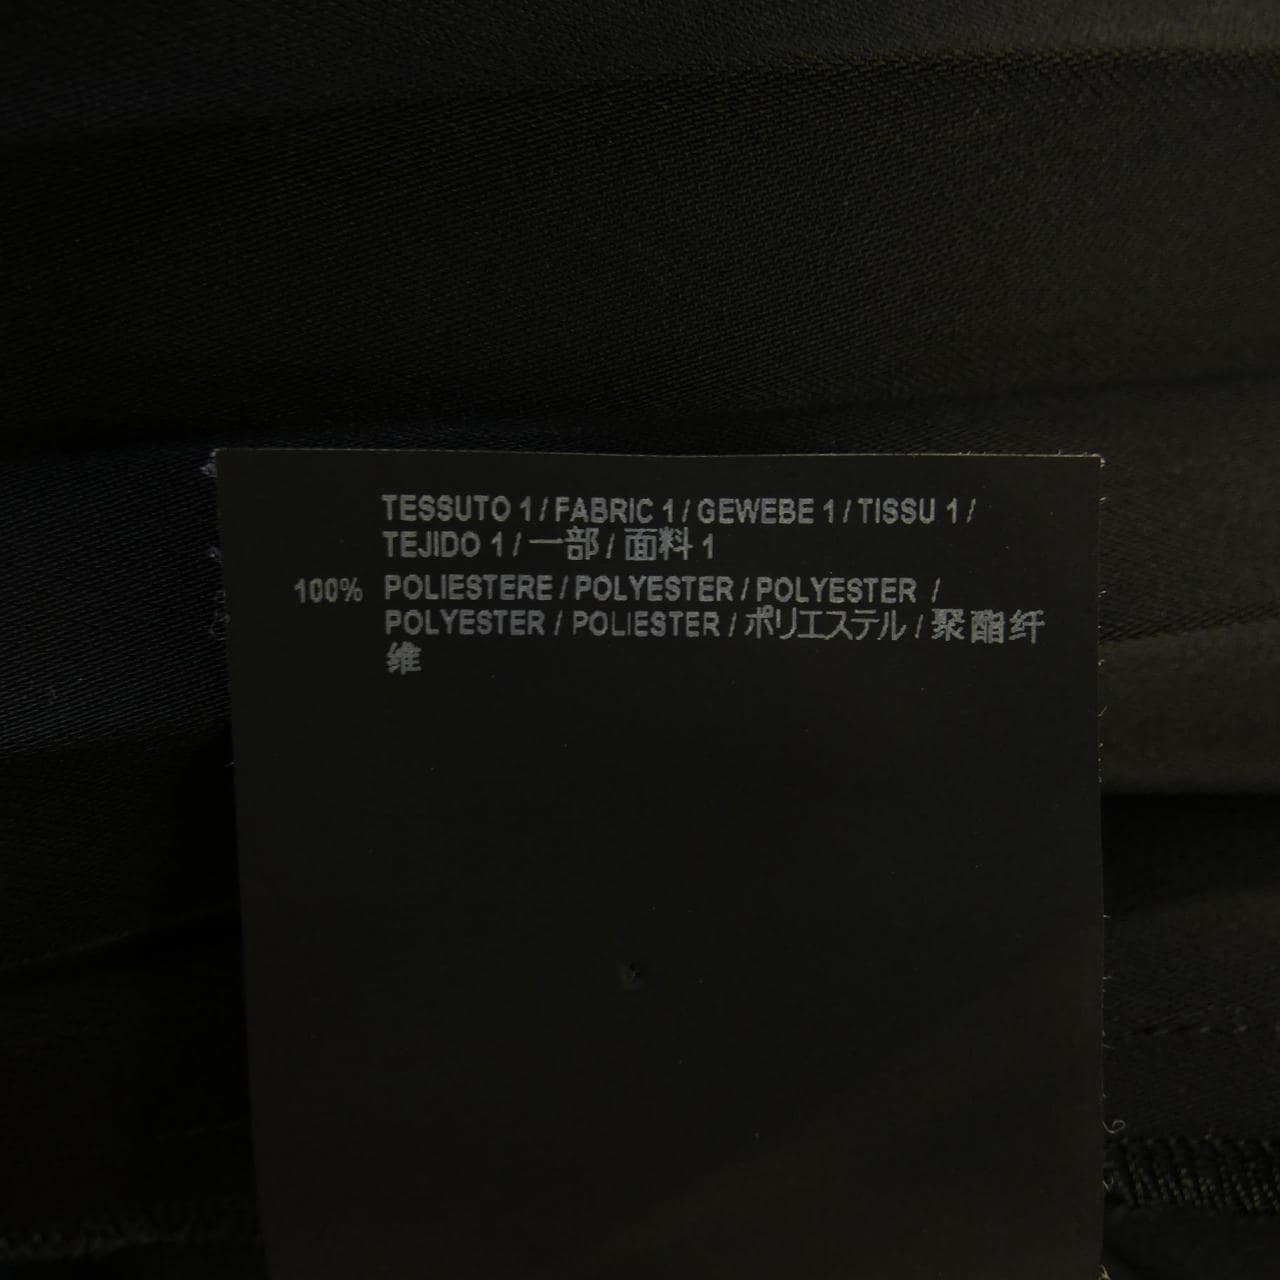 TESSUTO 1 / FABRIC 1 / GEWEBE 1 / TISSU 1 /
TEJIDO 1 / 一部 / 面料 1
100% POLIESTERE / POLYESTER / POLYESTER /
POLYESTER / POLIESTER / ポリエステル / 聚酯纤
维